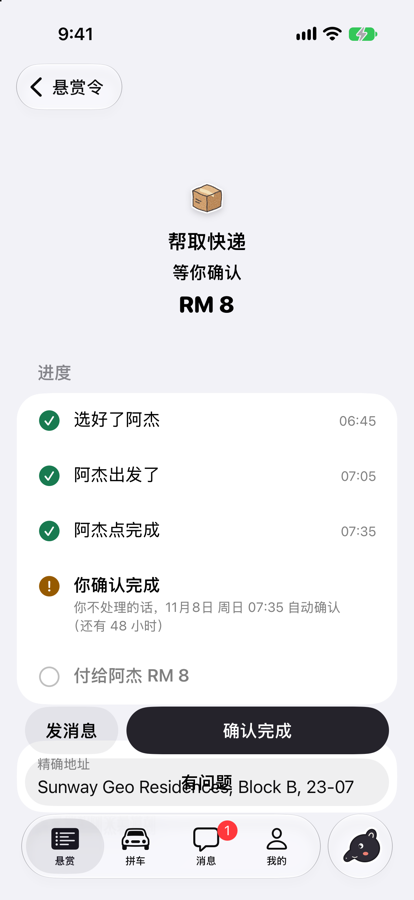 9:41
悬赏令
帮取快递
等你确认
RM 8
进度
选好了阿杰 06:45
阿杰出发了 07:05
阿杰点完成 07:35
你确认完成
你不处理的话，11月8日 周日 07:35 自动确认
（还有 48 小时）
付给阿杰 RM 8
发消息 确认完成
精确地址
有问题
Sunway Geo Residences, Block B, 23-07
1
悬赏 拼车 消息 我的